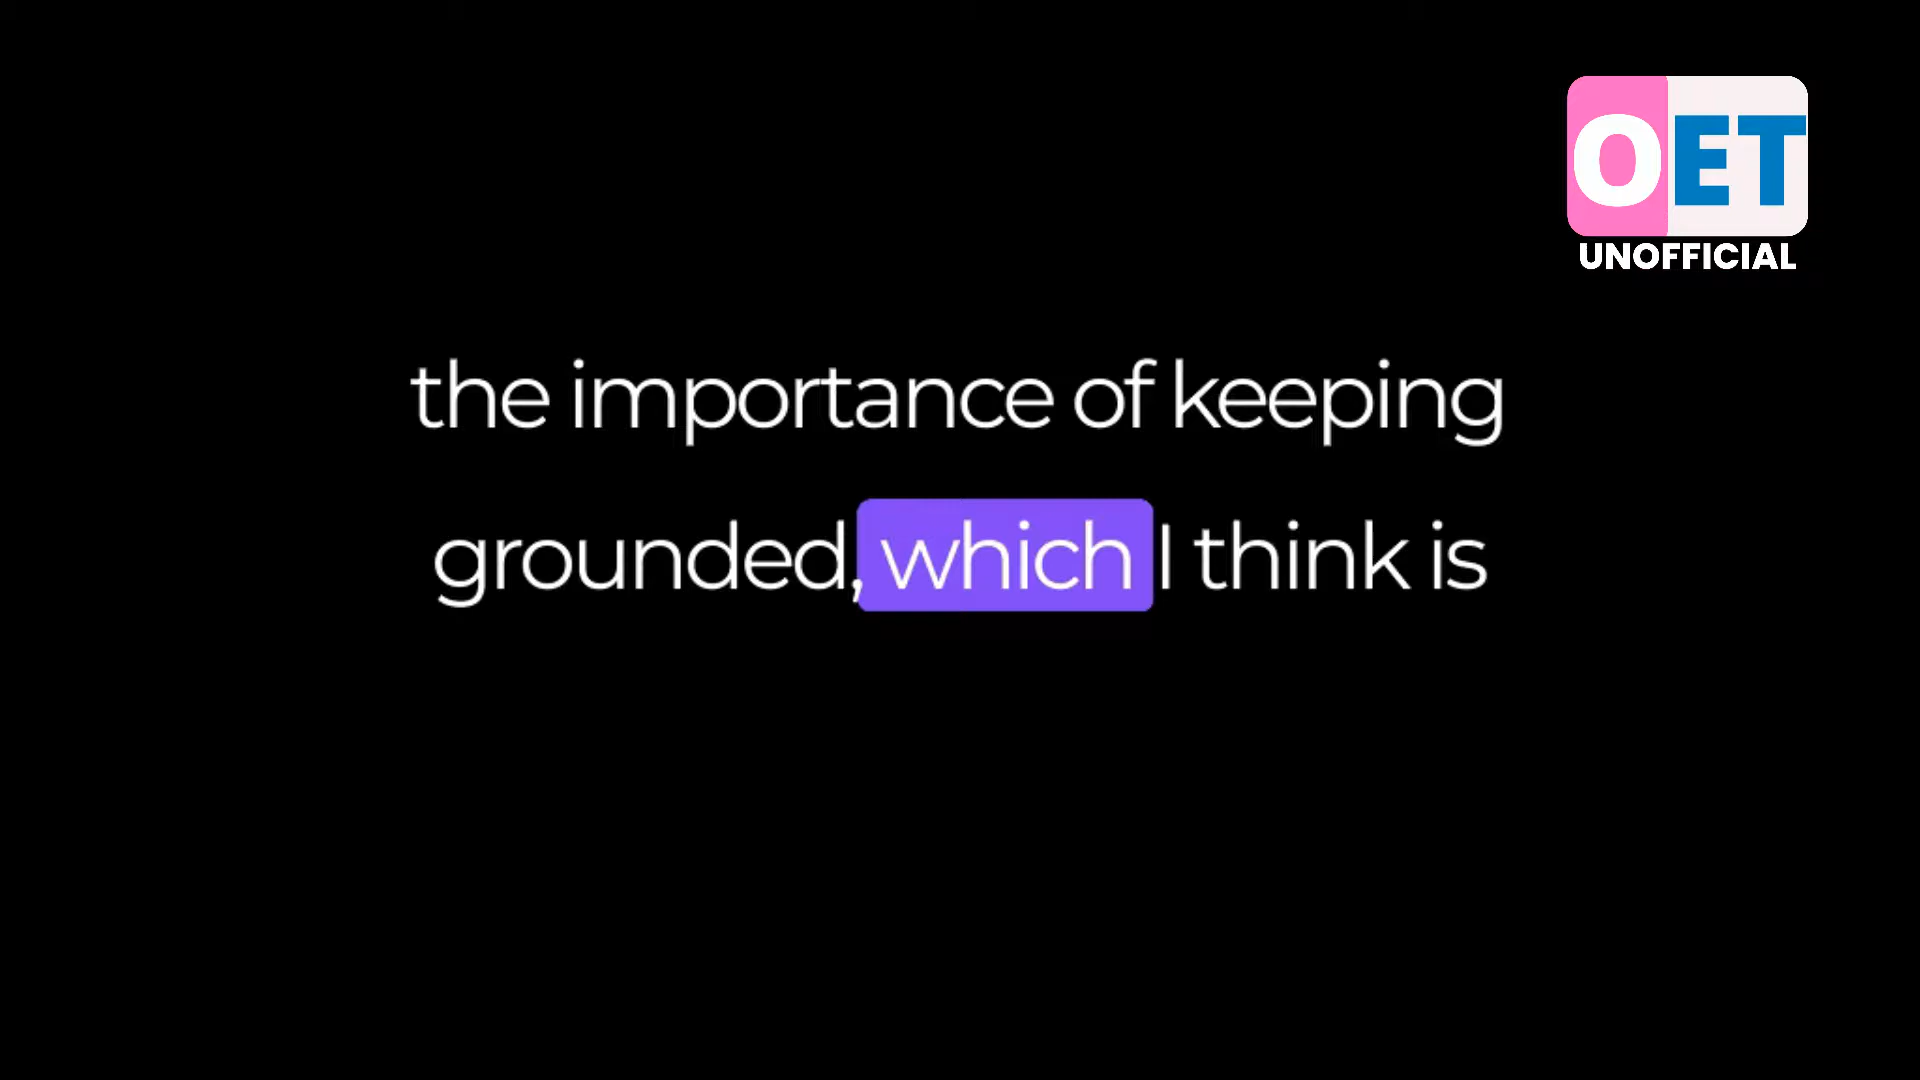 OET
UNOFFICIAL
the importance of keeping
grounded, which I think is